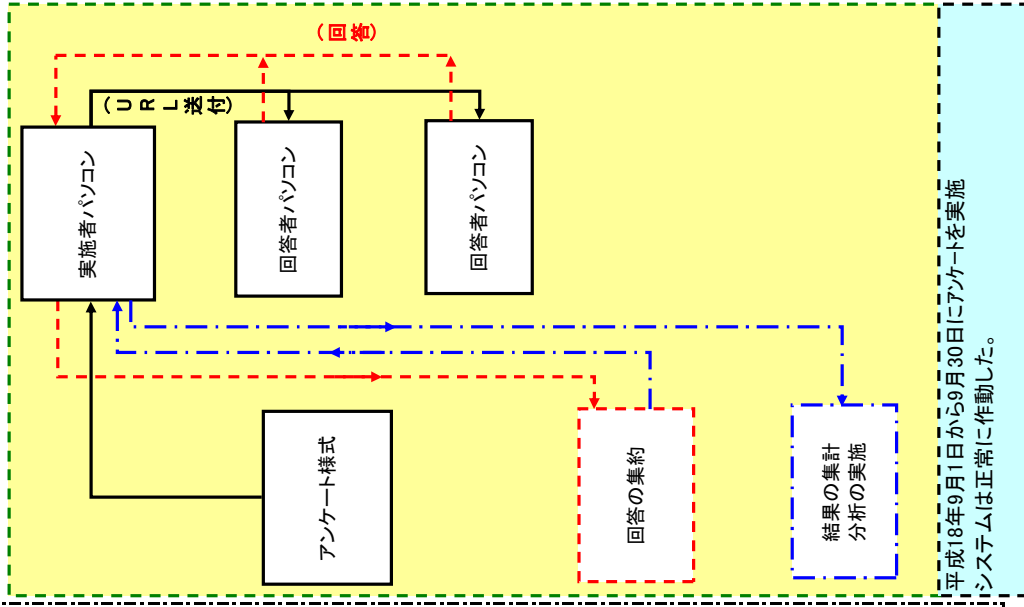 （回答）
（ＵＲＬ送付）
実施者パソコン
回答者パソコン
回答者パソコン
アンケート様式
回答の集約
結果の集計
分析の実施
平成18年9月1日から9月30日にアンケートを実施
システムは正常に作動した。